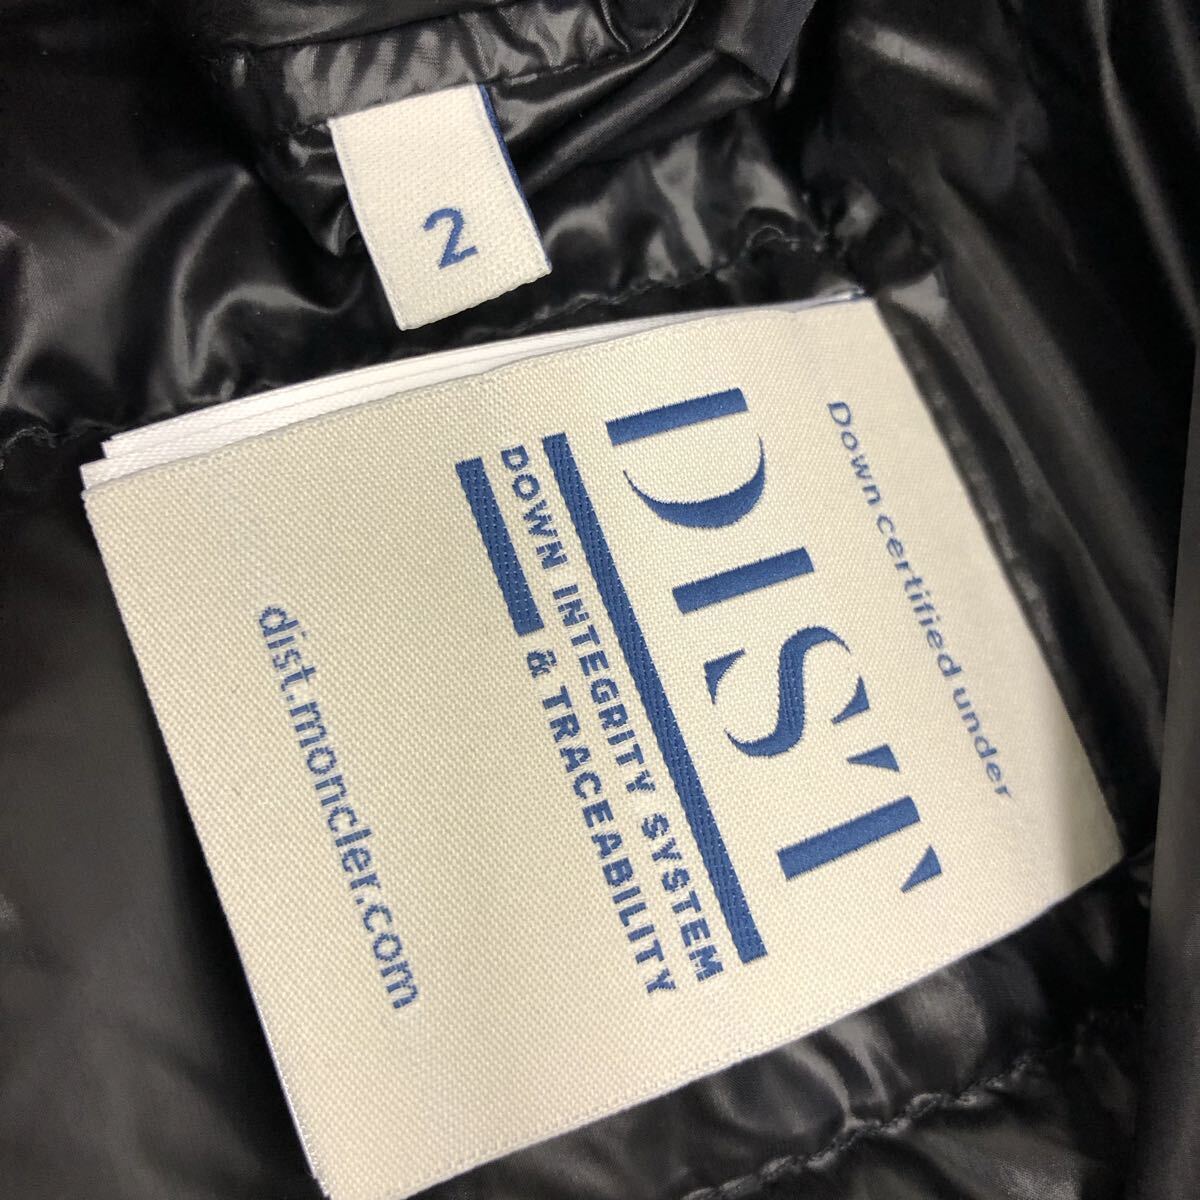 2
Down certified under
DIST
DOWN INTEGRITY SYSTEM
& TRACEABILITY
dist.moncler.com